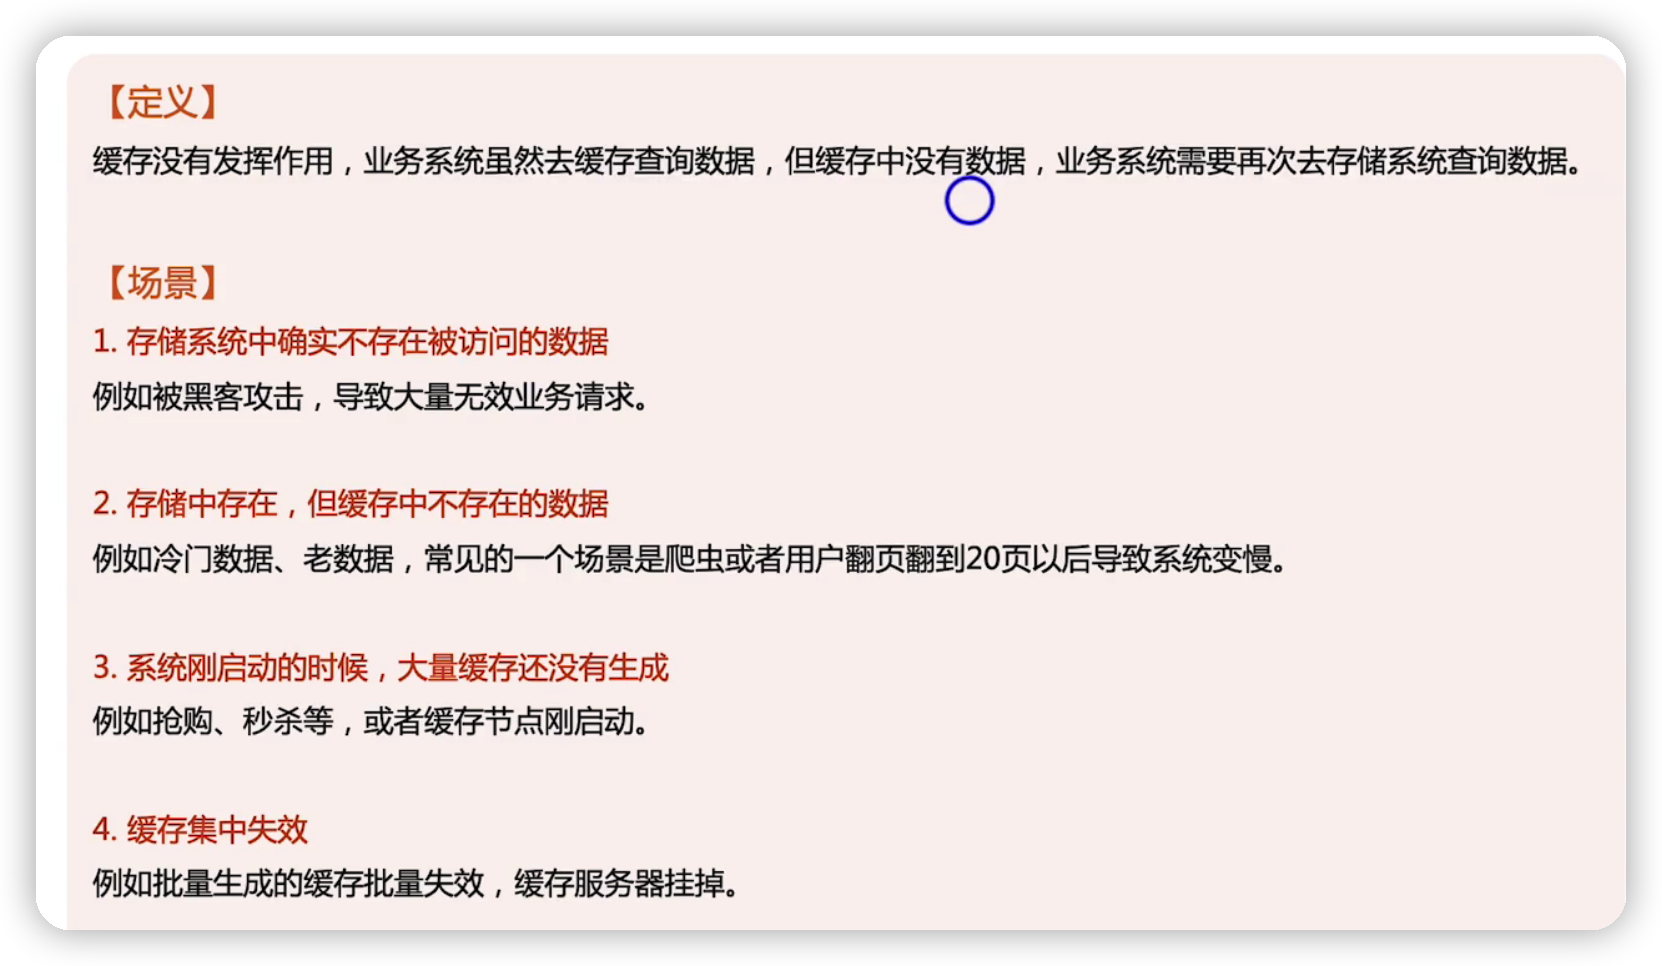 【定义】
缓存没有发挥作用，业务系统虽然去缓存查询数据，但缓存中没有数据，业务系统需要再次去存储系统查询数据。
【场景】
1. 存储系统中确实不存在被访问的数据
例如被黑客攻击，导致大量无效业务请求。
2. 存储中存在，但缓存中不存在的数据
例如冷门数据、老数据，常见的一个场景是爬虫或者用户翻页翻到20页以后导致系统变慢。
3. 系统刚启动的时候，大量缓存还没有生成
例如抢购、秒杀等，或者缓存节点刚启动。
4. 缓存集中失效
例如批量生成的缓存批量失效，缓存服务器挂掉。